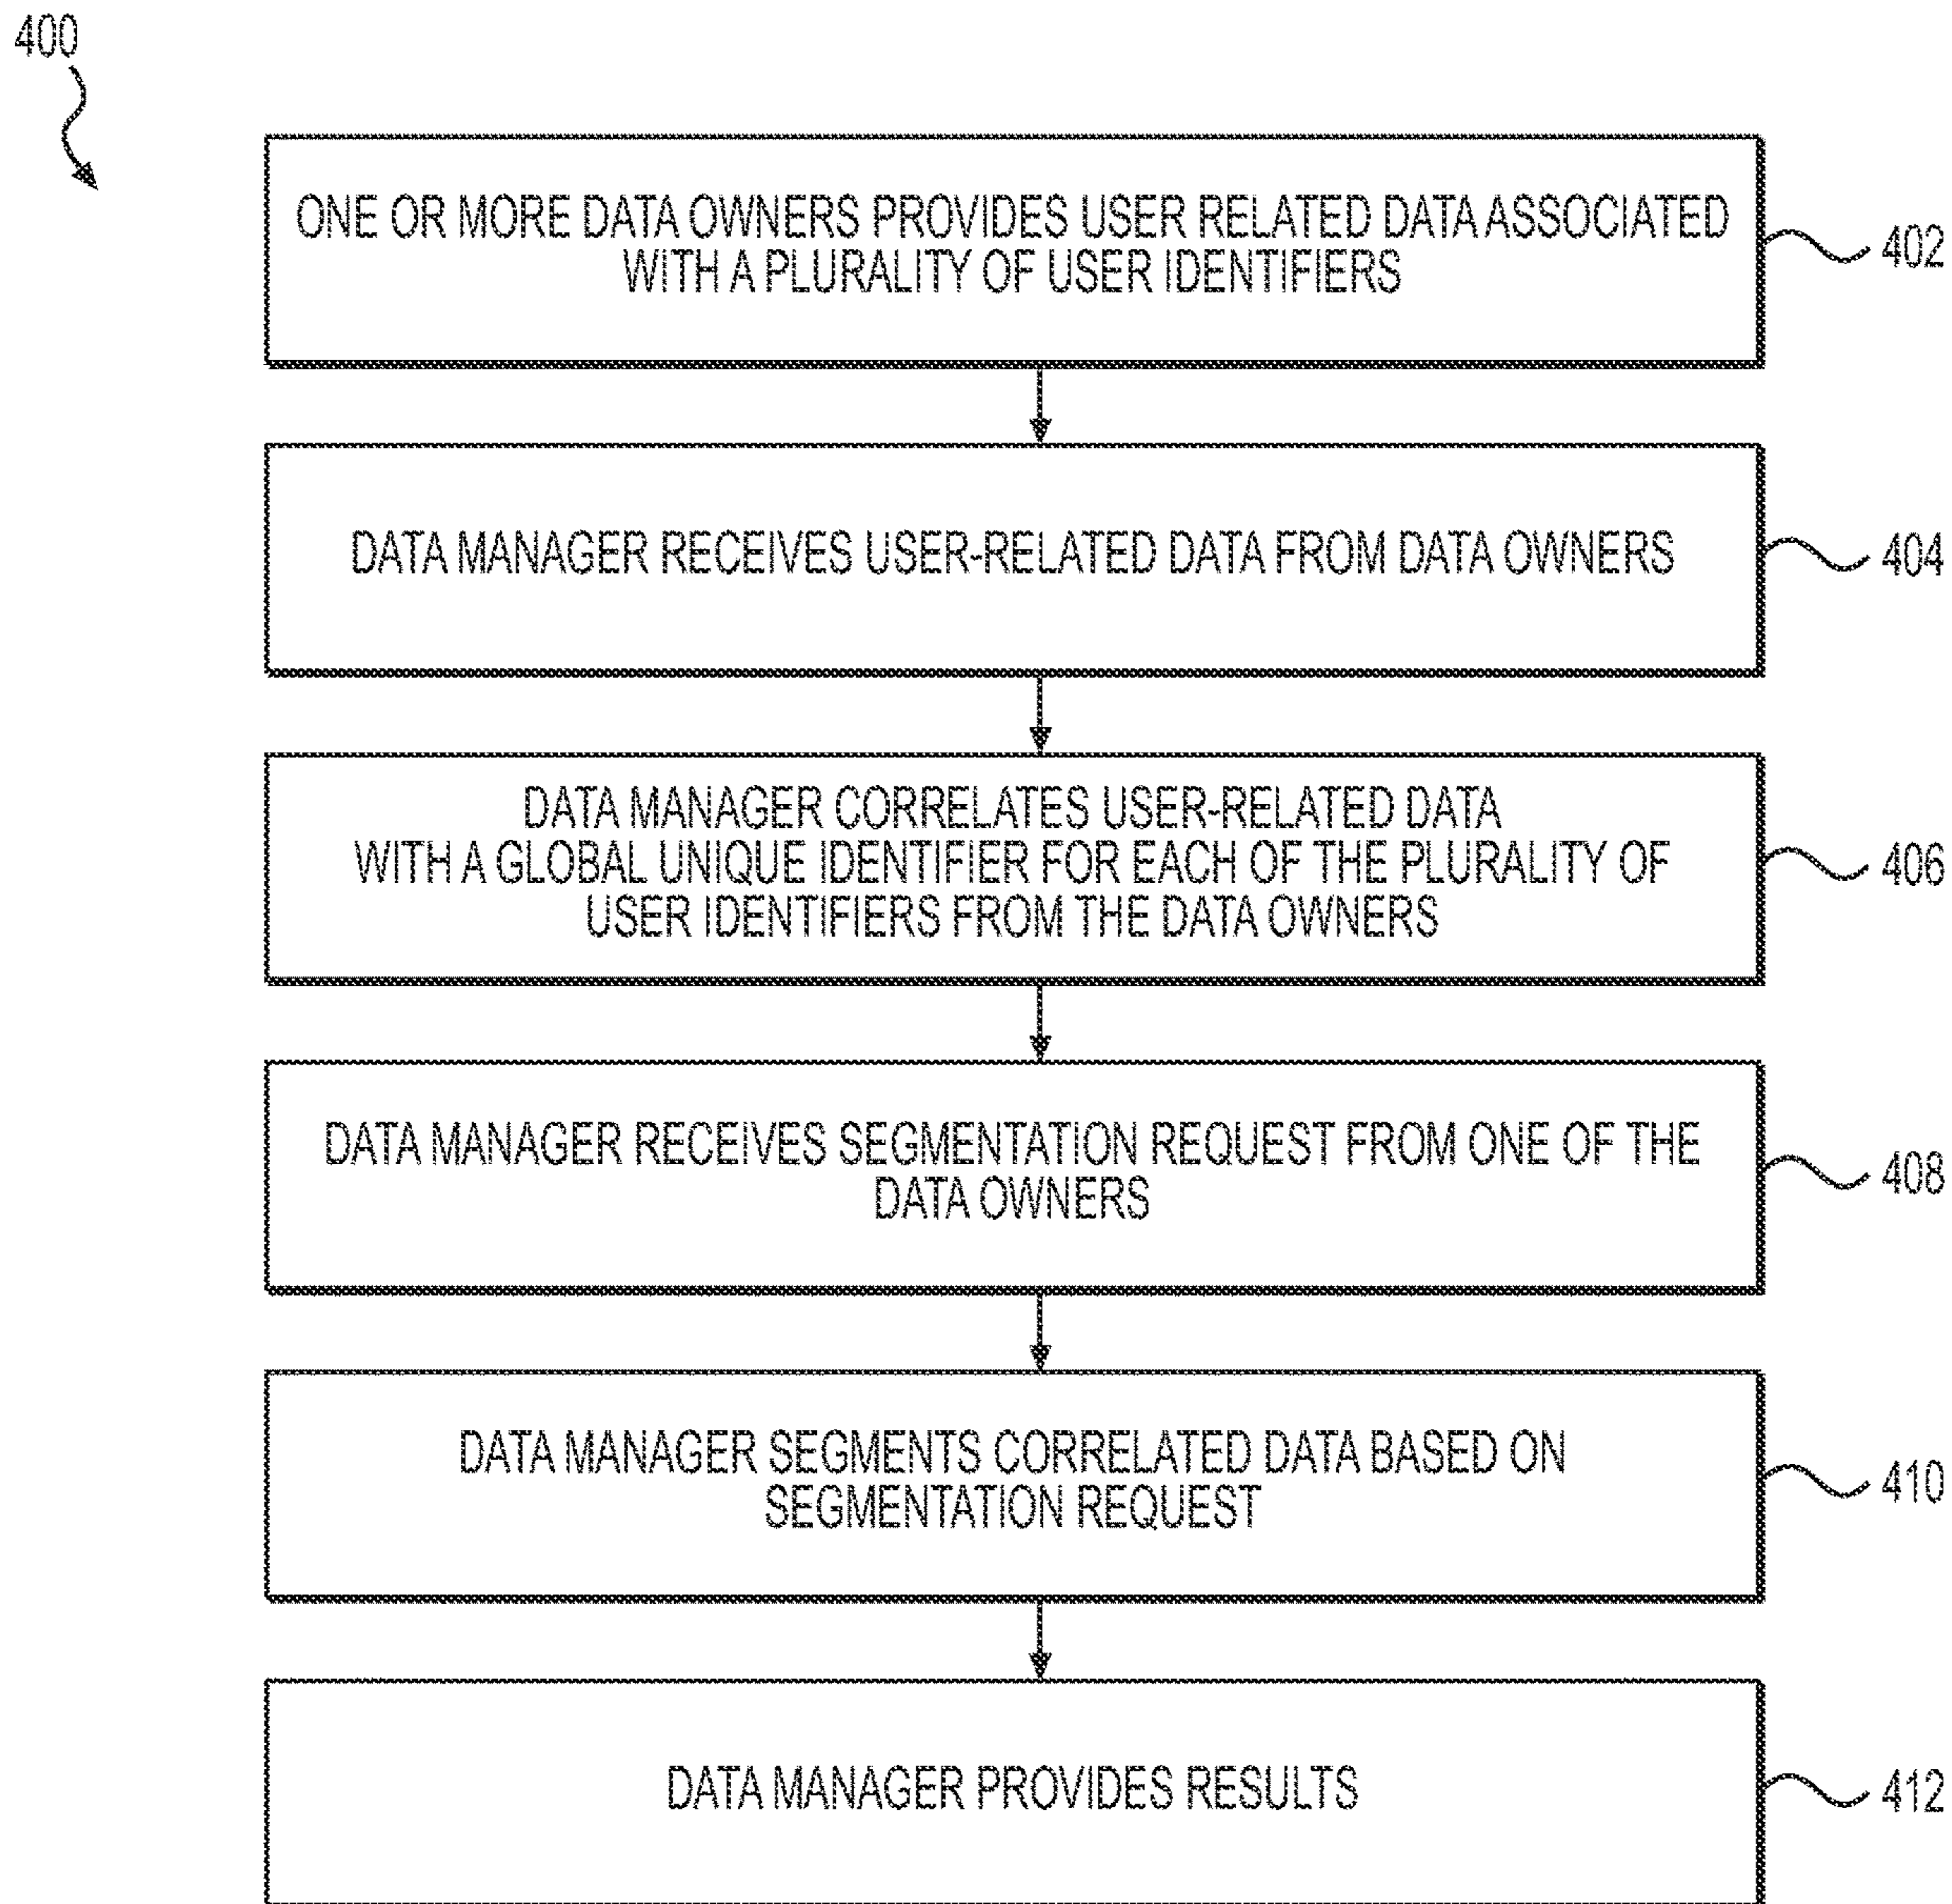 400
ONE OR MORE DATA OWNERS PROVIDES USER RELATED DATA ASSOCIATED
WITH A PLURALITY OF USER IDENTIFIERS
402
DATA MANAGER RECEIVES USER-RELATED DATA FROM DATA OWNERS
404
DATA MANAGER CORRELATES USER-RELATED DATA
WITH A GLOBAL UNIQUE IDENTIFIER FOR EACH OF THE PLURALITY OF
USER IDENTIFIERS FROM THE DATA OWNERS
406
DATA MANAGER RECEIVES SEGMENTATION REQUEST FROM ONE OF THE
DATA OWNERS
408
DATA MANAGER SEGMENTS CORRELATED DATA BASED ON
SEGMENTATION REQUEST
410
DATA MANAGER PROVIDES RESULTS
412